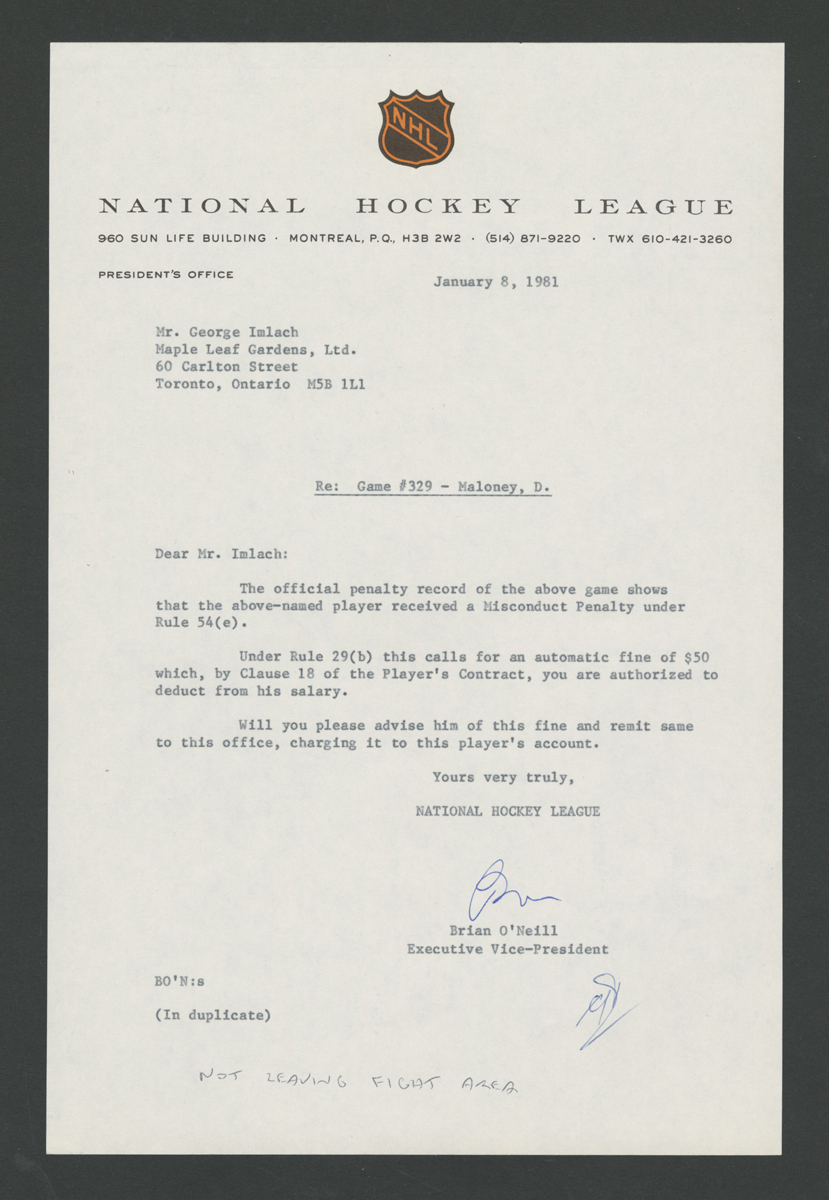 NHL
NATIONAL HOCKEY LEAGUE
960 SUN LIFE BUILDING · MONTREAL, P.Q., H3B 2W2 · (514) 871-9220 · TWX 610-421-3260
PRESIDENT'S OFFICE
January 8, 1981
Mr. George Imlach
Maple Leaf Gardens, Ltd.
60 Carlton Street
Toronto, Ontario M5B 1L1
Re: Game #329 - Maloney, D.
Dear Mr. Imlach:
The official penalty record of the above game shows
that the above-named player received a Misconduct Penalty under
Rule 54(e).
Under Rule 29(b) this calls for an automatic fine of $50
which, by Clause 18 of the Player's Contract, you are authorized to
deduct from his salary.
Will you please advise him of this fine and remit same
to this office, charging it to this player's account.
Yours very truly,
NATIONAL HOCKEY LEAGUE
Brian O'Neill
Executive Vice-President
BO'N:s
(In duplicate)
NOT LEAVING FIGHT AREA